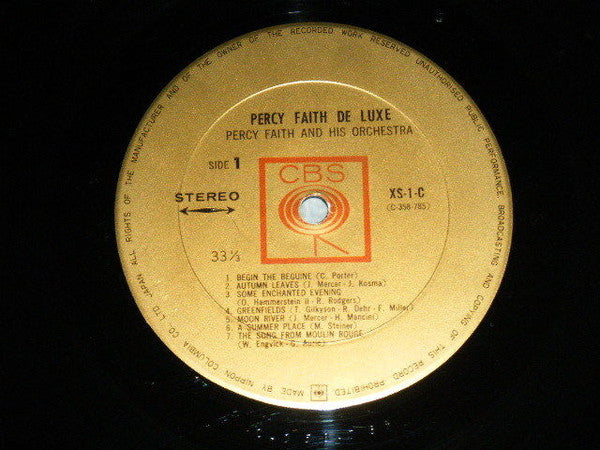 ALL RIGHTS OF THE MANUFACTURER AND OF THE OWNER OF THE RECORDED WORK RESERVED UNAUTHORISED PUBLIC PERFORMANCE BROADCASTING AND COPYING OF THIS RECORD PROHIBITED
MADE BY NIPPON COLUMBIA CO. LTD. JAPAN
PERCY FAITH DE LUXE
PERCY FAITH AND HIS ORCHESTRA
SIDE 1
CBS
STEREO
XS-1-C
(C-358-785)
33⅓
1 BEGIN THE BEGUINE (C. Porter)
2 AUTUMN LEAVES (J. Mercer - J. Kosma)
3 SOME ENCHANTED EVENING
(O. Hammerstein II - R. Rodgers)
4 GREENFIELDS (T. Gilkyson - R. Dehr - F. Miller)
5 MOON RIVER (J. Mercer - H. Mancini)
6 A SUMMER PLACE (M. Steiner)
7 THE SONG FROM MOULIN ROUGE
(W. Engvick - G. Auric)